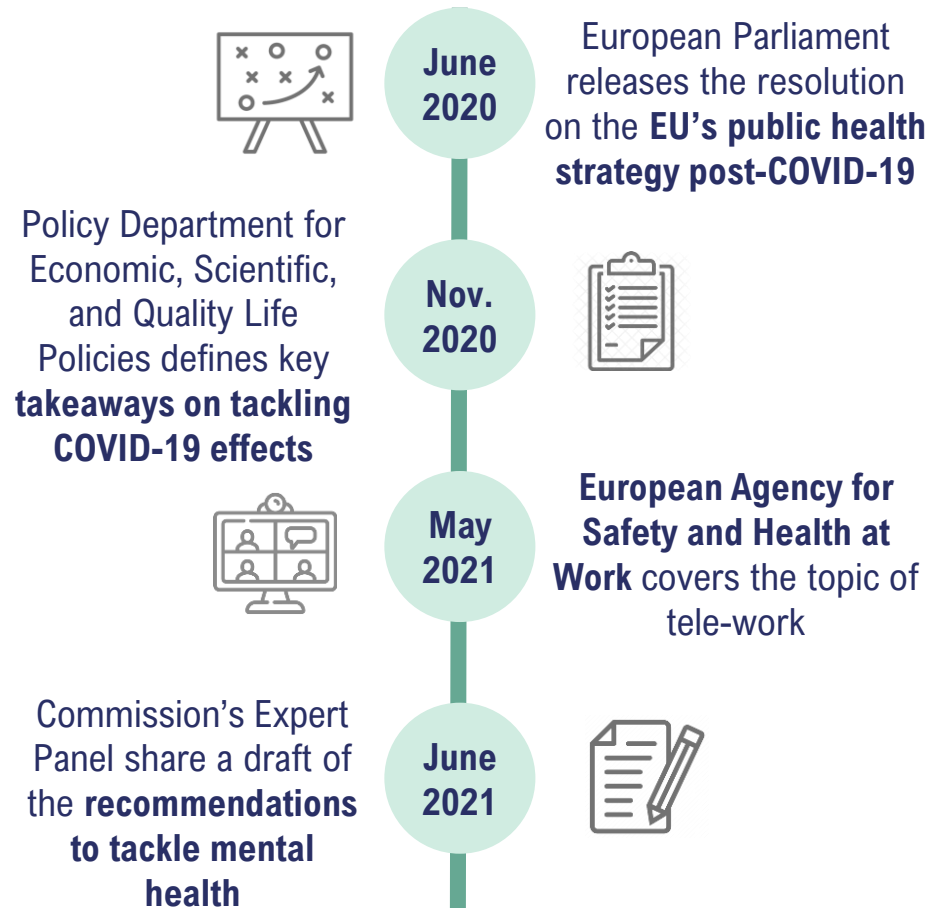 June
2020
European Parliament
releases the resolution
on the EU’s public health
strategy post-COVID-19
Policy Department for
Economic, Scientific,
and Quality Life
Policies defines key
takeaways on tackling
COVID-19 effects
Nov.
2020
May
2021
European Agency for
Safety and Health at
Work covers the topic of
tele-work
Commission’s Expert
Panel share a draft of
the recommendations
to tackle mental
health
June
2021